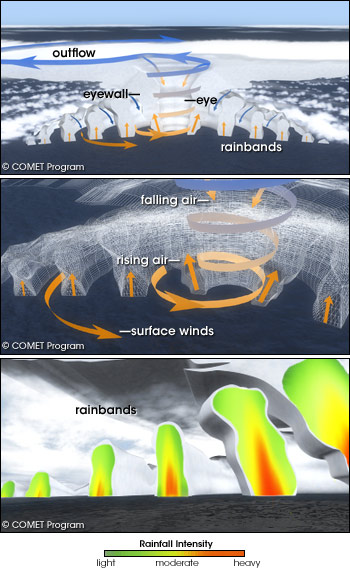 outflow
eyewall
eye
rainbands
© COMET Program
falling air
rising air
surface winds
© COMET Program
rainbands
© COMET Program
Rainfall Intensity
light moderate heavy